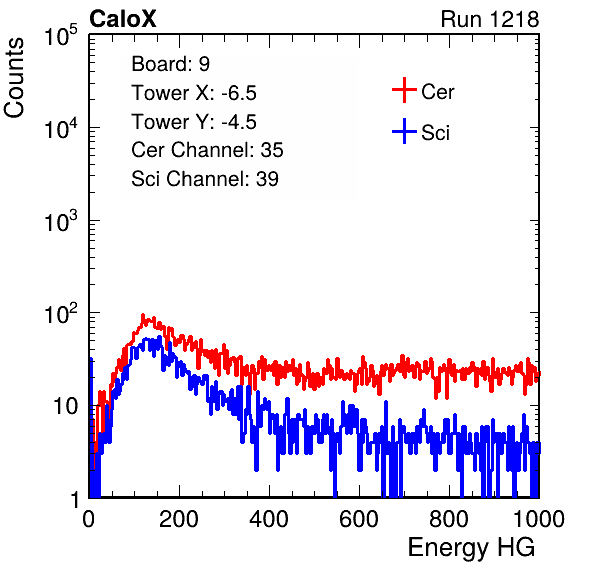 CaloX Run 1218
Counts
10^5
10^4
10^3
10^2
10
1
Board: 9
Tower X: -6.5
Tower Y: -4.5
Cer Channel: 35
Sci Channel: 39
Cer
Sci
0 200 400 600 800 1000
Energy HG